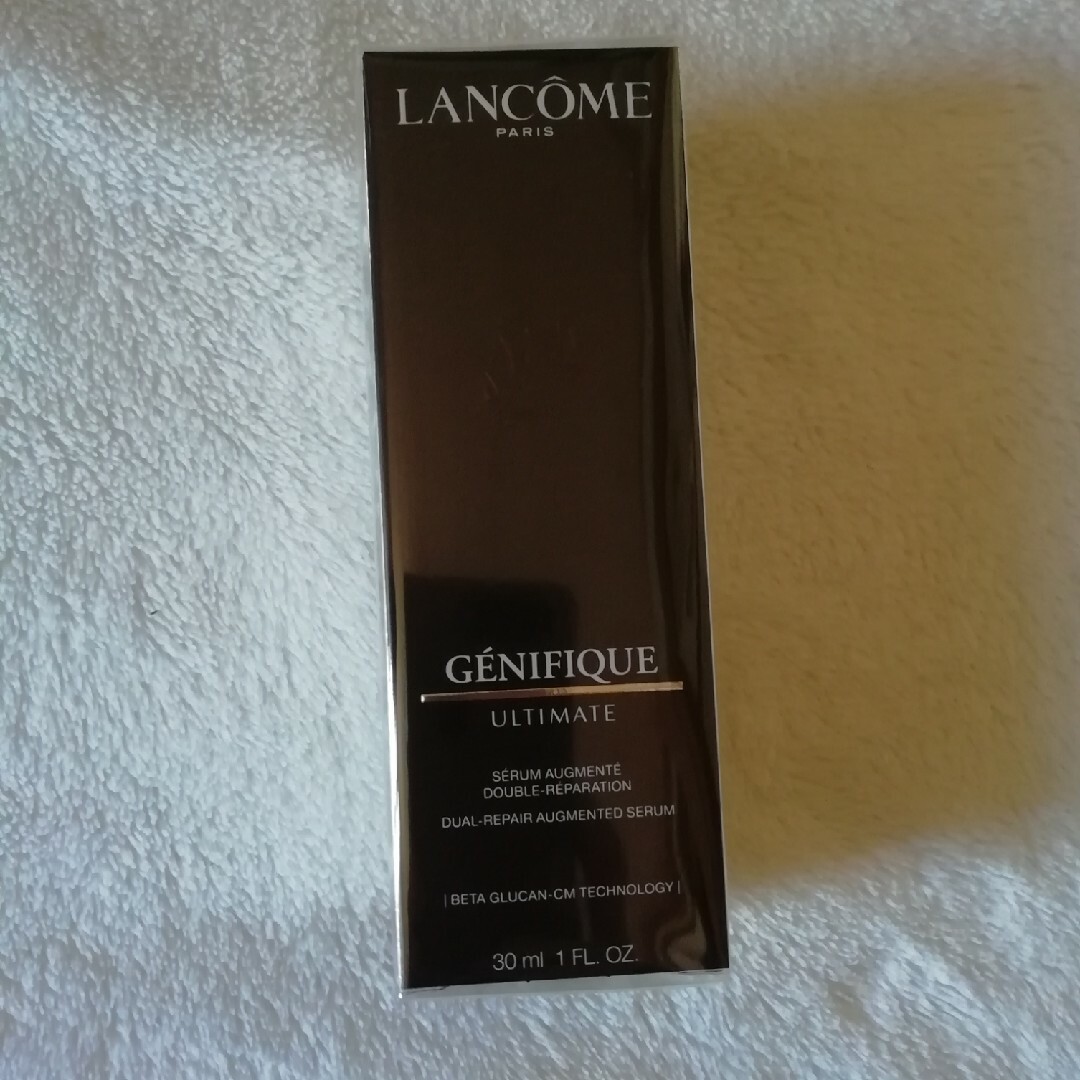 LANCÔME
PARIS
GÉNIFIQUE
ULTIMATE
SÉRUM AUGMENTÉ
DOUBLE-RÉPARATION
DUAL-REPAIR AUGMENTED SERUM
| BETA GLUCAN-CM TECHNOLOGY |
30 ml 1 FL. OZ.